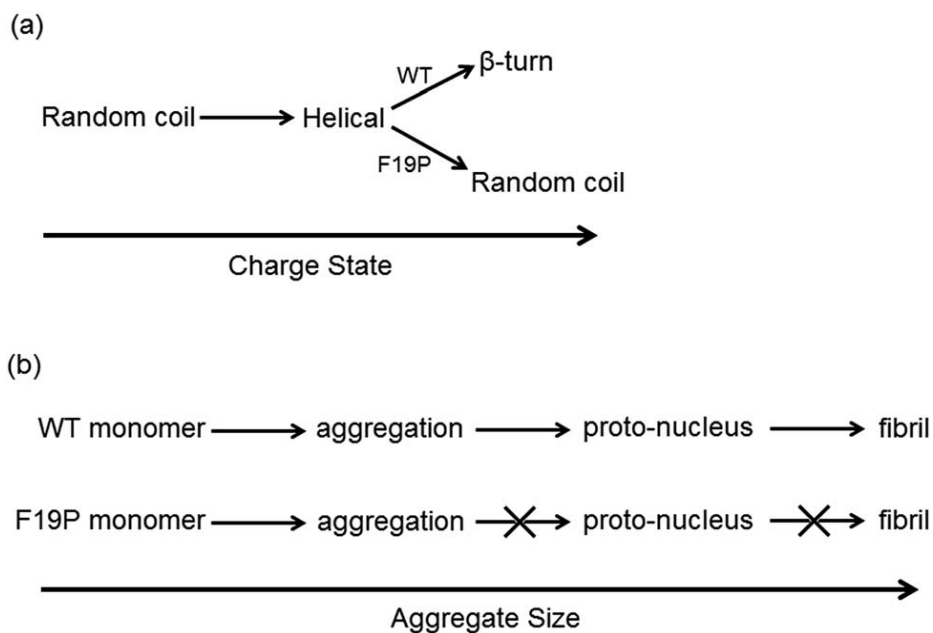 (a)
WT β-turn
Random coil Helical
F19P Random coil
Charge State
(b)
WT monomer aggregation proto-nucleus fibril
F19P monomer aggregation proto-nucleus fibril
Aggregate Size